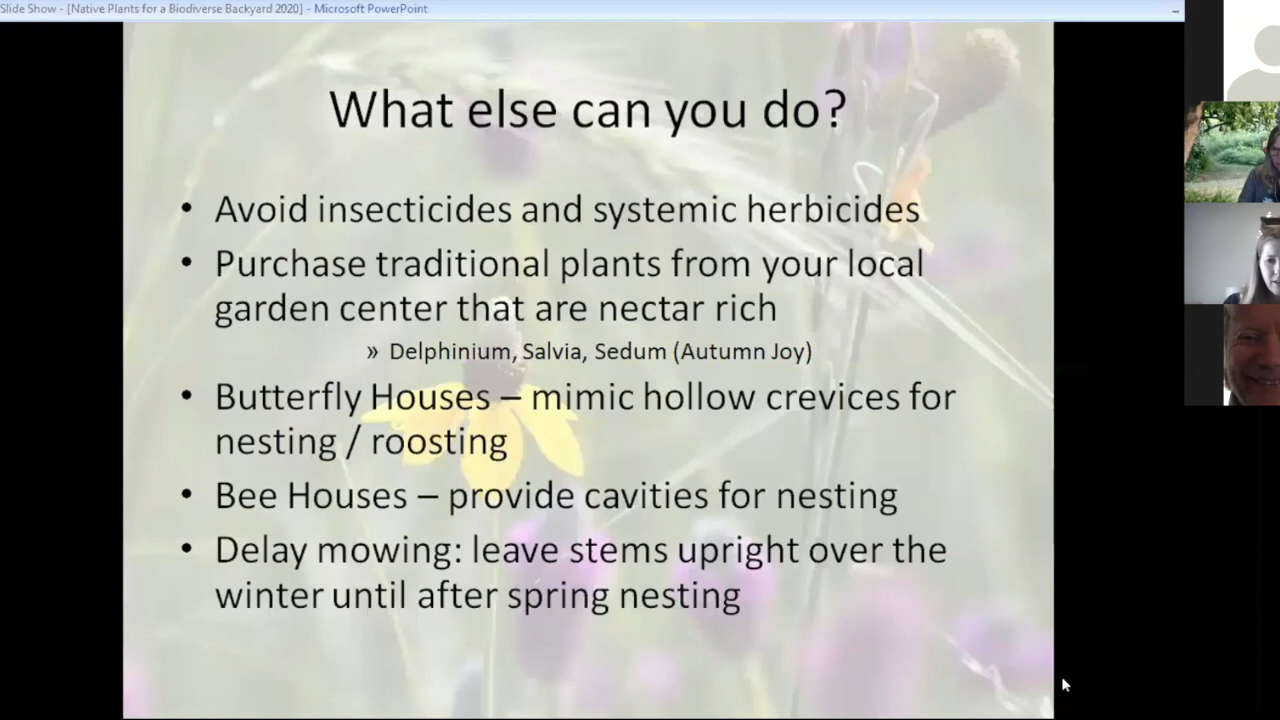 Slide Show - [Native Plants for a Biodiverse Backyard 2020] - Microsoft PowerPoint
What else can you do?
• Avoid insecticides and systemic herbicides
• Purchase traditional plants from your local
garden center that are nectar rich
» Delphinium, Salvia, Sedum (Autumn Joy)
• Butterfly Houses – mimic hollow crevices for
nesting / roosting
• Bee Houses – provide cavities for nesting
• Delay mowing: leave stems upright over the
winter until after spring nesting